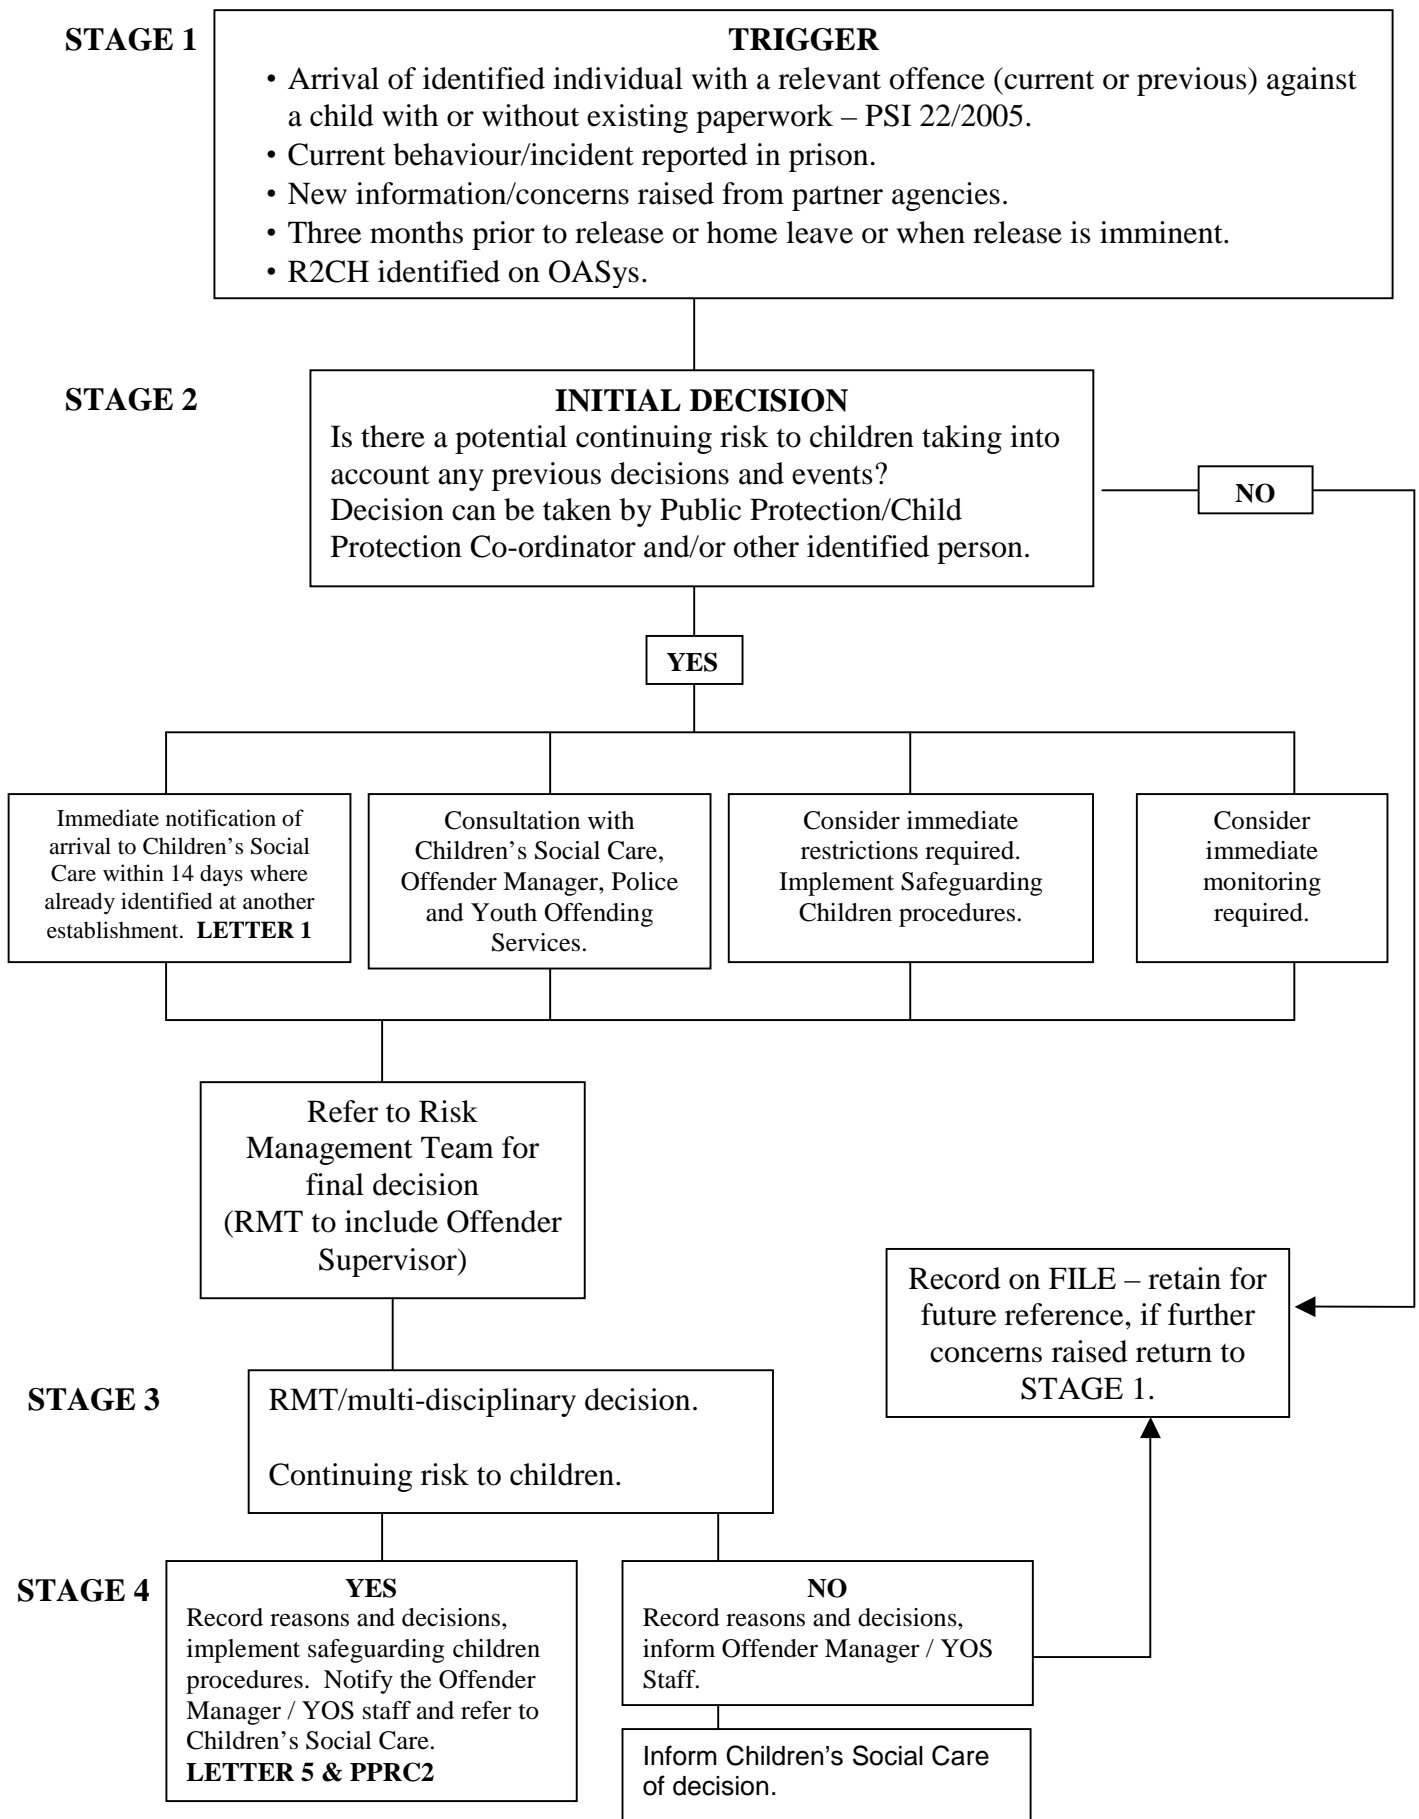 STAGE 1
TRIGGER
• Arrival of identified individual with a relevant offence (current or previous) against
a child with or without existing paperwork – PSI 22/2005.
• Current behaviour/incident reported in prison.
• New information/concerns raised from partner agencies.
• Three months prior to release or home leave or when release is imminent.
• R2CH identified on OASys.
STAGE 2
INITIAL DECISION
Is there a potential continuing risk to children taking into
account any previous decisions and events?
Decision can be taken by Public Protection/Child
Protection Co-ordinator and/or other identified person.
NO
YES
Immediate notification of
arrival to Children’s Social
Care within 14 days where
already identified at another
establishment. LETTER 1
Consultation with
Children’s Social Care,
Offender Manager, Police
and Youth Offending
Services.
Consider immediate
restrictions required.
Implement Safeguarding
Children procedures.
Consider
immediate
monitoring
required.
Refer to Risk
Management Team for
final decision
(RMT to include Offender
Supervisor)
Record on FILE – retain for
future reference, if further
concerns raised return to
STAGE 1.
STAGE 3
RMT/multi-disciplinary decision.
Continuing risk to children.
STAGE 4
YES
Record reasons and decisions,
implement safeguarding children
procedures. Notify the Offender
Manager / YOS staff and refer to
Children’s Social Care.
LETTER 5 & PPRC2
NO
Record reasons and decisions,
inform Offender Manager / YOS
Staff.
Inform Children’s Social Care
of decision.